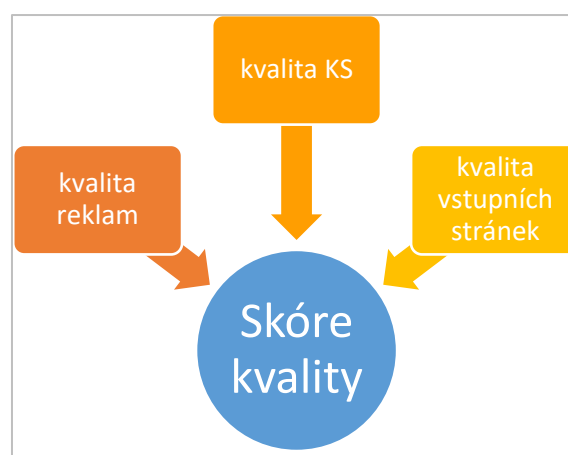 kvalita KS
kvalita
reklam
kvalita
vstupních
stránek
Skóre
kvality